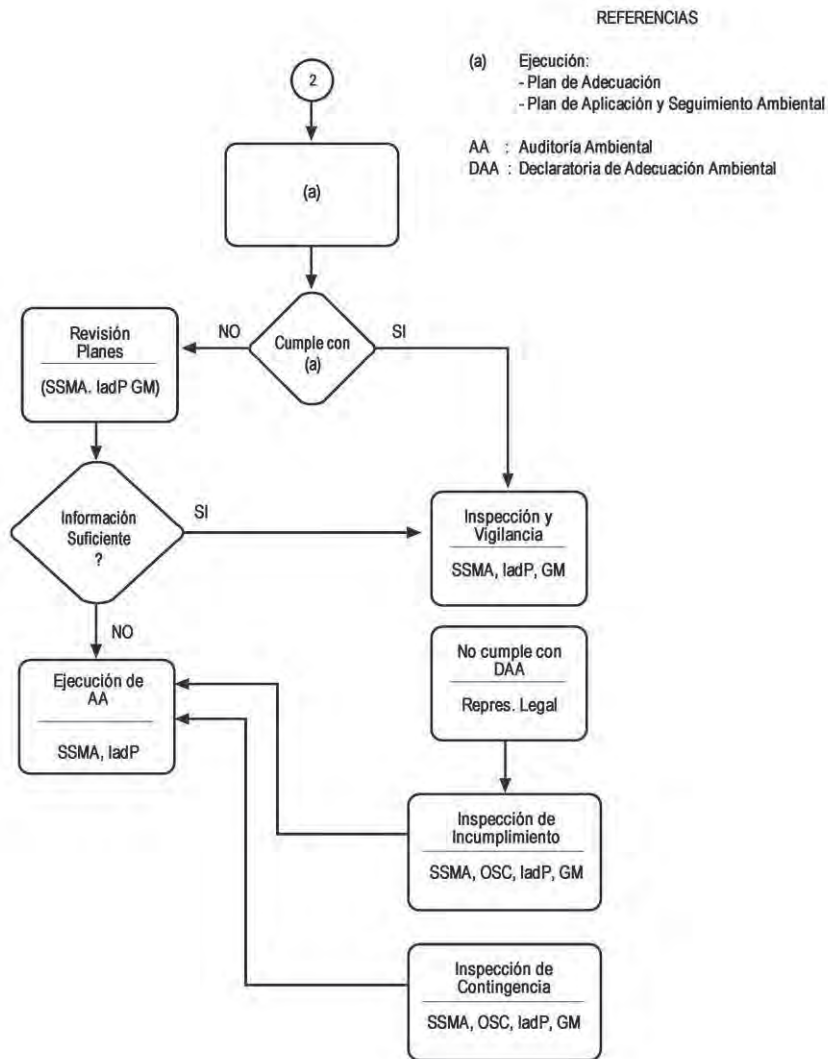 REFERENCIAS
(a) Ejecución:
- Plan de Adecuación
- Plan de Aplicación y Seguimiento Ambiental
AA : Auditoría Ambiental
DAA : Declaratoria de Adecuación Ambiental
2
(a)
Cumple con
(a)
NO
SI
Revisión
Planes
(SSMA. IadP GM)
Información
Suficiente
?
SI
NO
Inspección y
Vigilancia
SSMA, IadP, GM
No cumple con
DAA
Repres. Legal
Ejecución de
AA
SSMA, IadP
Inspección de
Incumplimiento
SSMA, OSC, IadP, GM
Inspección de
Contingencia
SSMA, OSC, IadP, GM